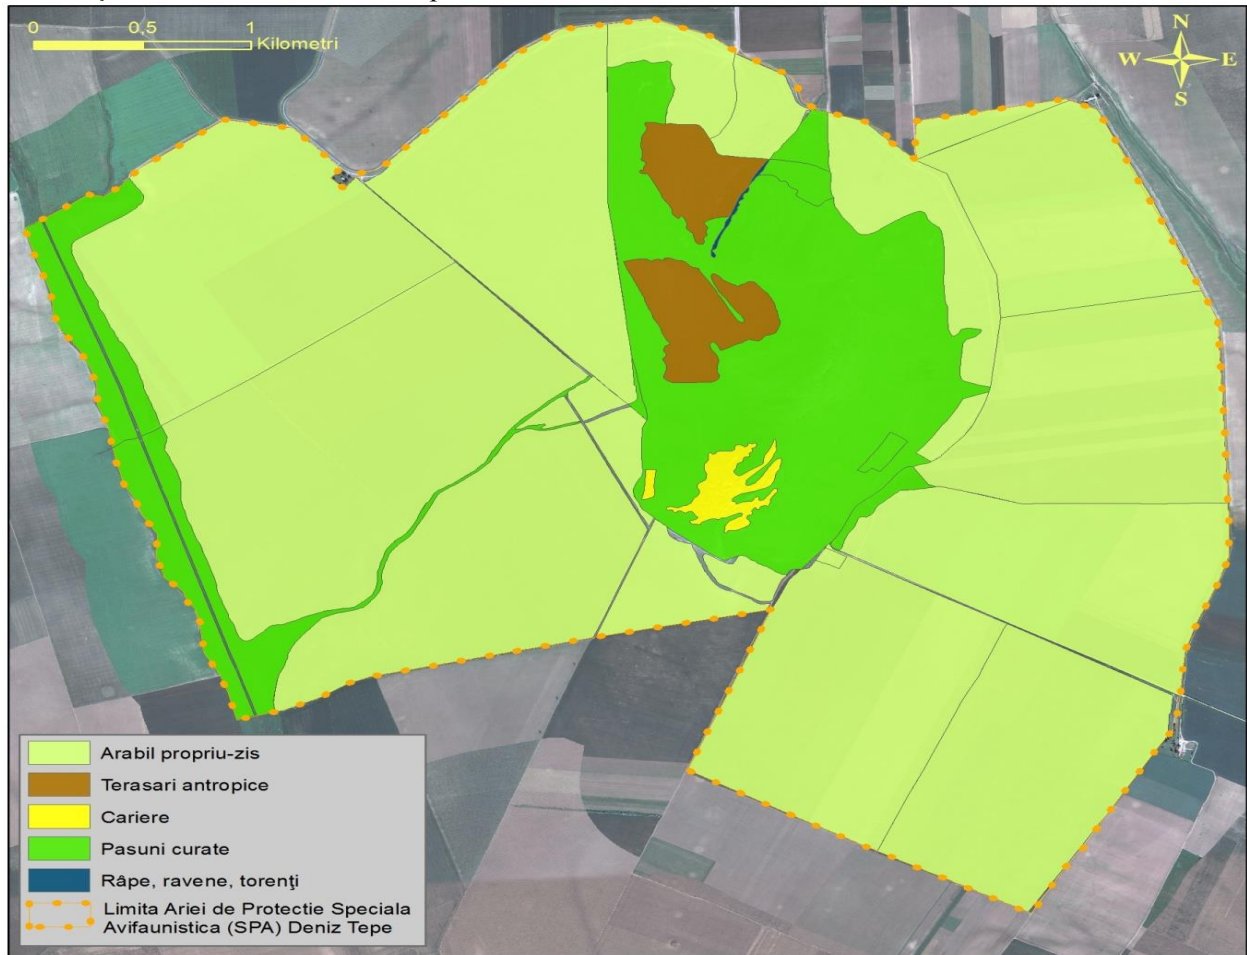 0 0,5 1
Kilometri
N
W E
S
Arabil propriu-zis
Terasari antropice
Cariere
Pasuni curate
Râpe, ravene, torenţi
Limita Ariei de Protectie Speciala
Avifaunistica (SPA) Deniz Tepe